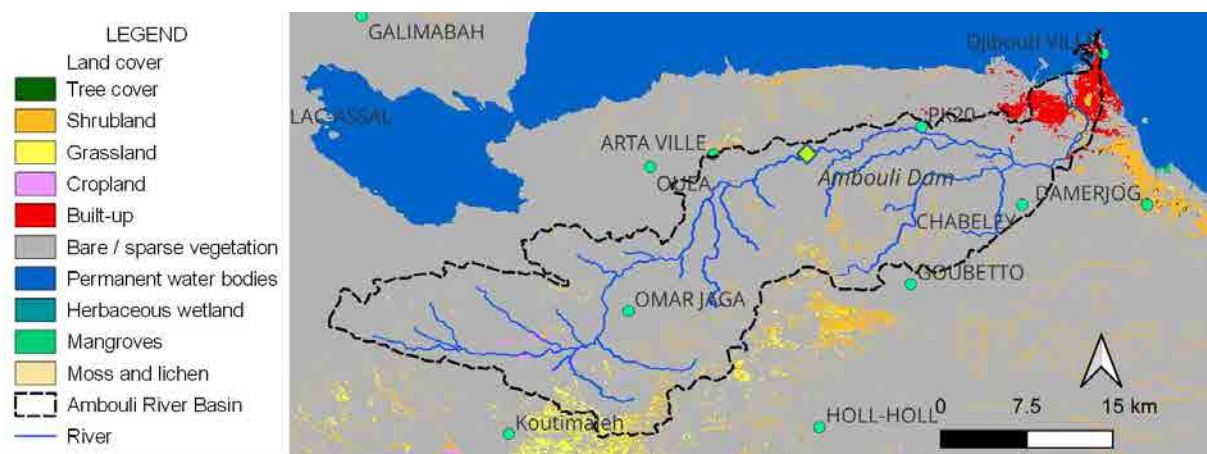 LEGEND
Land cover
Tree cover
Shrubland
Grassland
Cropland
Built-up
Bare / sparse vegetation
Permanent water bodies
Herbaceous wetland
Mangroves
Moss and lichen
Ambouli River Basin
River
GALIMABAH
Djibouti VILLE
LAC-ASSAL
PK20
ARTA VILLE
OUEA
Ambouli Dam
DAMERJOG
CHABELEY
GOUBETTO
OMAR JAGA
Koutimaleh
HOLL-HOLL
0 7.5 15 km